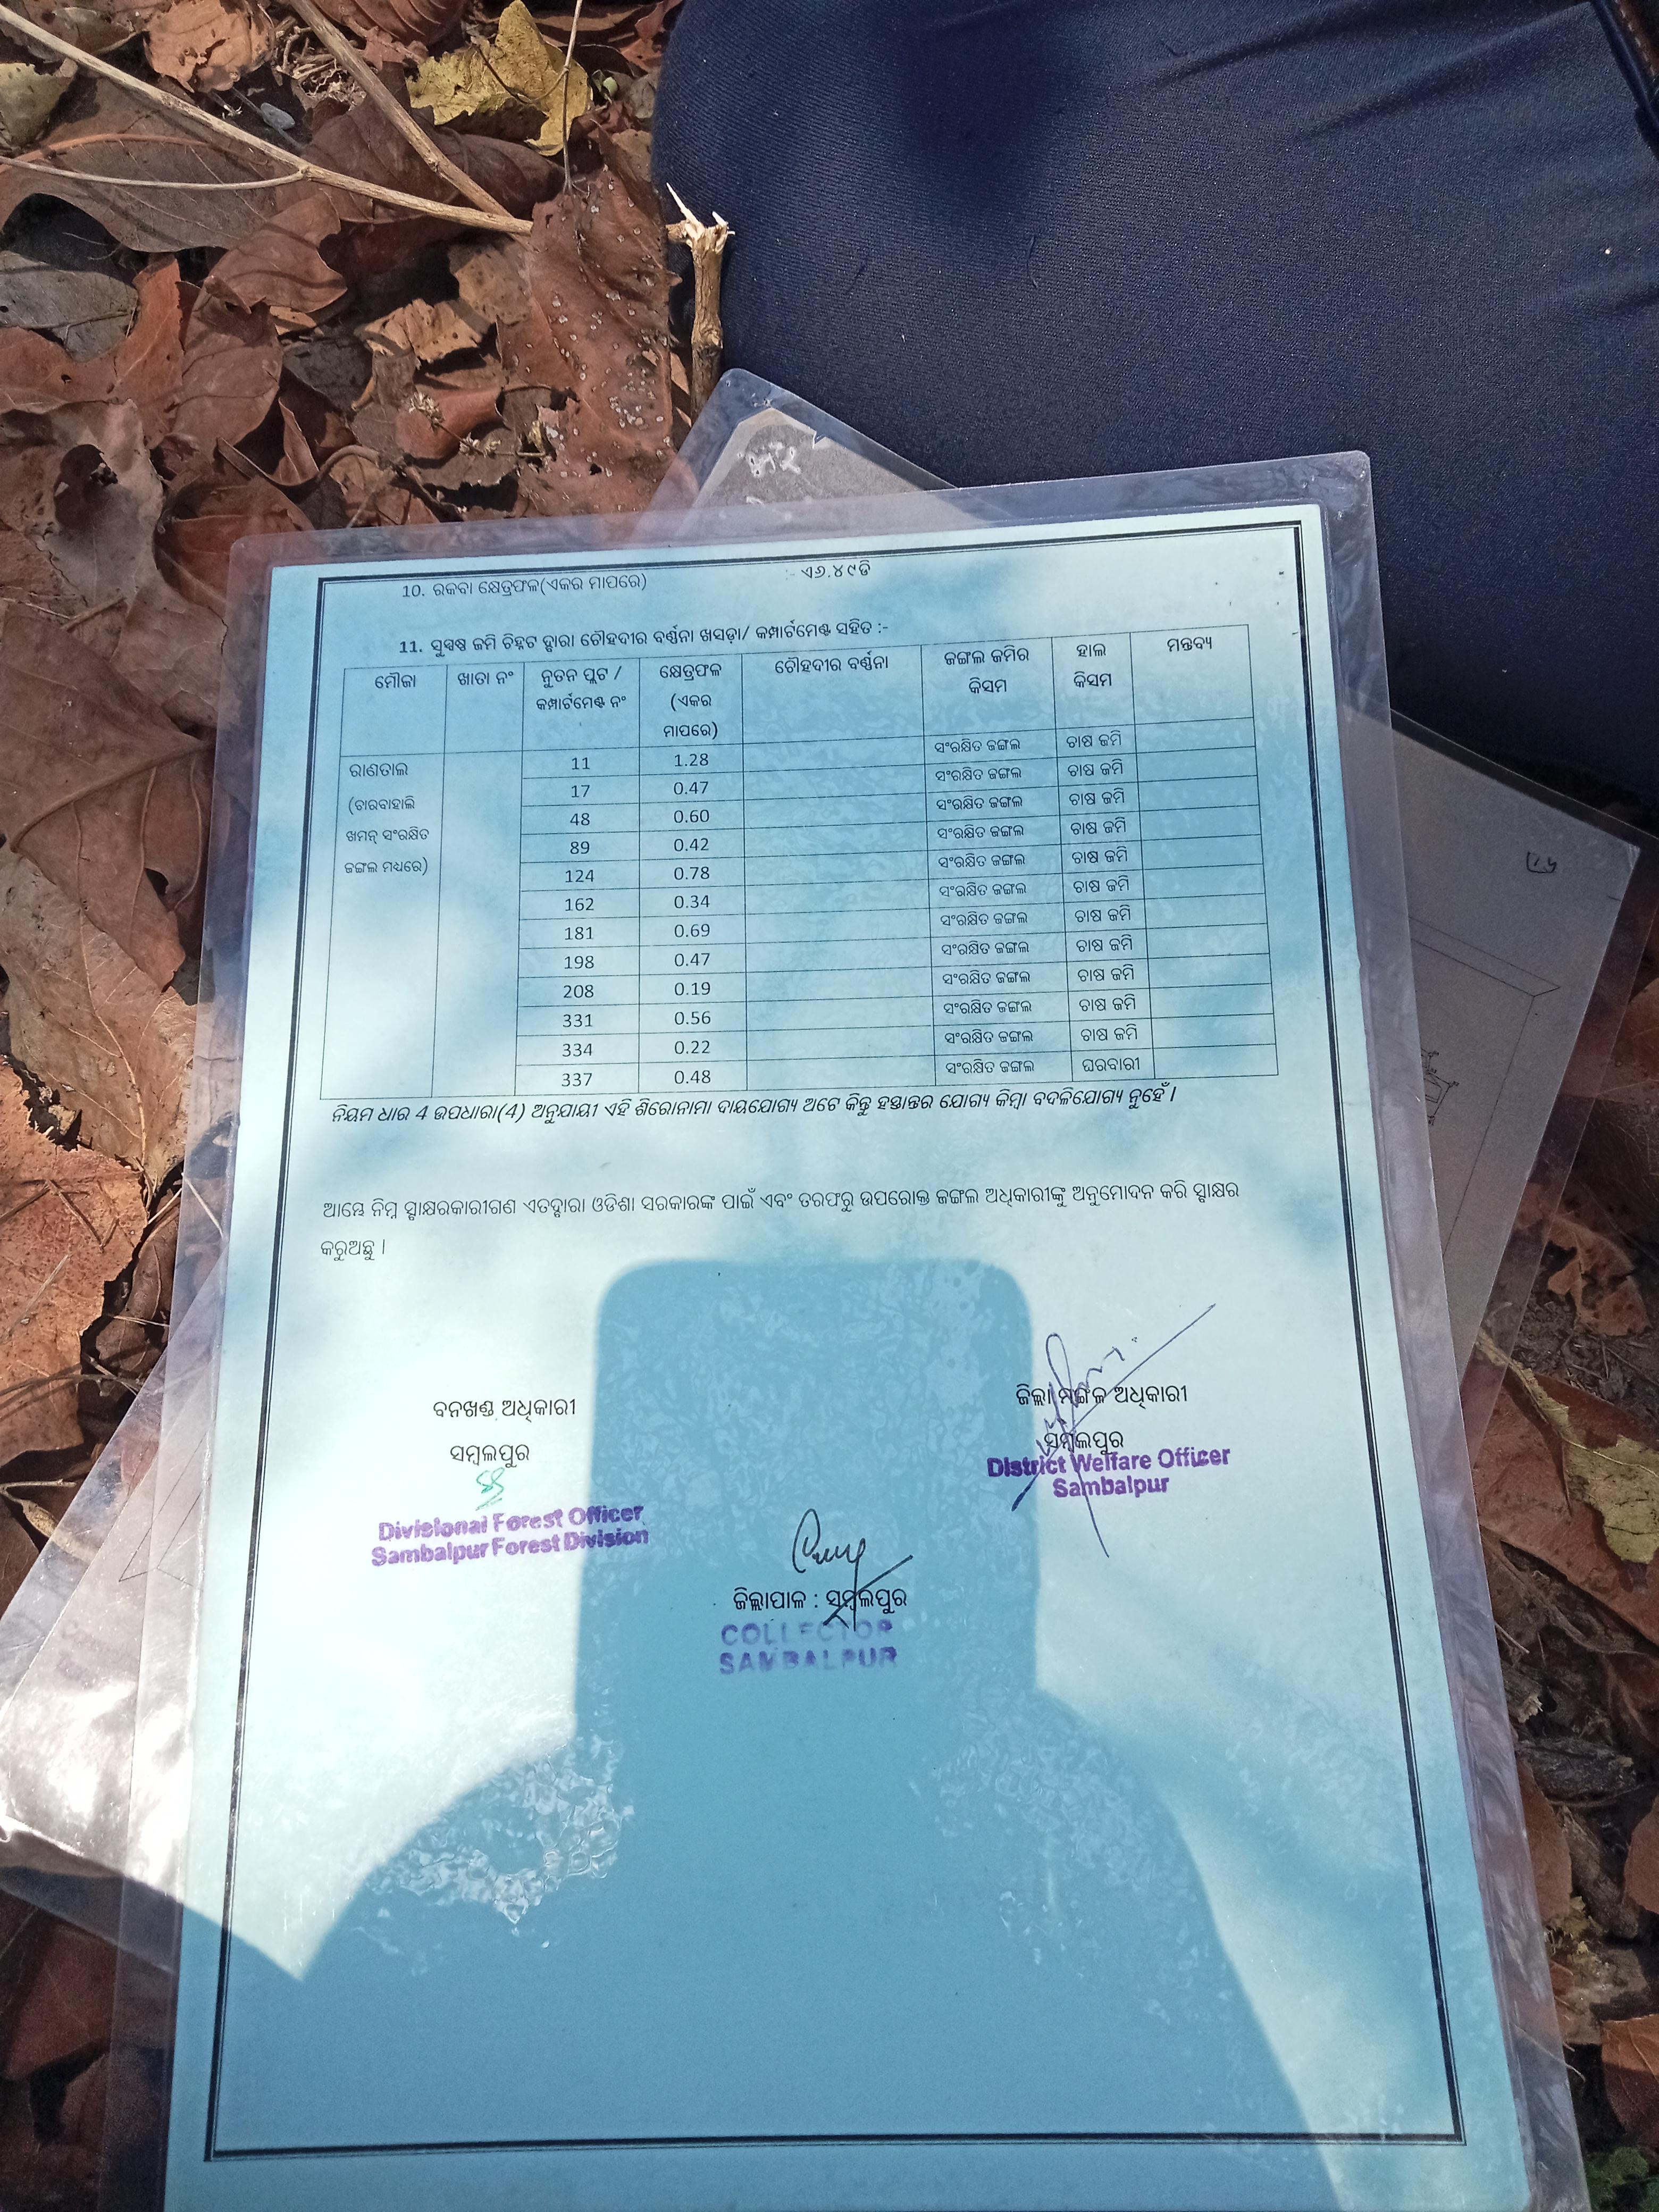 10. ରକବା କ୍ଷେତ୍ରଫଳ(ଏକର ମାପରେ) :- ଏ୬.୪୯ଡି
11. ସୁସ୍ପଷ୍ଟ ଜମି ଚିହ୍ନଟ ଦ୍ବାରା ଚୌହଦୀର ବର୍ଣ୍ଣନା ଖସଡ଼ା/ କମ୍ପାର୍ଟମେଣ୍ଟ ସହିତ :-
ମୌଜା ଖାତା ନଂ ନୁତନ ପ୍ଲଟ / କମ୍ପାର୍ଟମେଣ୍ଟ ନଂ କ୍ଷେତ୍ରଫଳ (ଏକର ମାପରେ) ଚୌହଦୀର ବର୍ଣ୍ଣନା ଜଙ୍ଗଲ ଜମିର କିସମ ହାଲ କିସମ ମନ୍ତବ୍ୟ
ରାଣତାଲ
(ଚାରବାହାଲି
ଖମନ୍ ସଂରକ୍ଷିତ
ଜଙ୍ଗଲ ମଧ୍ୟରେ)
11 1.28 ସଂରକ୍ଷିତ ଜଙ୍ଗଲ ଚାଷ ଜମି
17 0.47 ସଂରକ୍ଷିତ ଜଙ୍ଗଲ ଚାଷ ଜମି
48 0.60 ସଂରକ୍ଷିତ ଜଙ୍ଗଲ ଚାଷ ଜମି
89 0.42 ସଂରକ୍ଷିତ ଜଙ୍ଗଲ ଚାଷ ଜମି
124 0.78 ସଂରକ୍ଷିତ ଜଙ୍ଗଲ ଚାଷ ଜମି
162 0.34 ସଂରକ୍ଷିତ ଜଙ୍ଗଲ ଚାଷ ଜମି
181 0.69 ସଂରକ୍ଷିତ ଜଙ୍ଗଲ ଚାଷ ଜମି
198 0.47 ସଂରକ୍ଷିତ ଜଙ୍ଗଲ ଚାଷ ଜମି
208 0.19 ସଂରକ୍ଷିତ ଜଙ୍ଗଲ ଚାଷ ଜମି
331 0.56 ସଂରକ୍ଷିତ ଜଙ୍ଗଲ ଚାଷ ଜମି
334 0.22 ସଂରକ୍ଷିତ ଜଙ୍ଗଲ ଚାଷ ଜମି
337 0.48 ସଂରକ୍ଷିତ ଜଙ୍ଗଲ ଘରବାରୀ
ନିୟମ ଧାର 4 ଉପଧାରା(4) ଅନୁଯାୟୀ ଏହି ଶିରୋନାମା ଦାୟଯୋଗ୍ୟ ଅଟେ କିନ୍ତୁ ହସ୍ତାନ୍ତର ଯୋଗ୍ୟ କିମ୍ବା ବଦଳିଯୋଗ୍ୟ ନୁହେଁ ।
ଆମ୍ଭେ ନିମ୍ନ ସ୍ବାକ୍ଷରକାରୀଗଣ ଏତଦ୍ବାରା ଓଡିଶା ସରକାରଙ୍କ ପାଇଁ ଏବଂ ତରଫରୁ ଉପରୋକ୍ତ ଜଙ୍ଗଲ ଅଧିକାରୀଙ୍କୁ ଅନୁମୋଦନ କରି ସ୍ବାକ୍ଷର
କରୁଅଛୁ ।
ବନଖଣ୍ଡ ଅଧିକାରୀ
ସମ୍ବଲପୁର
Divisional Forest Officer
Sambalpur Forest Division
ଜିଲ୍ଲା ମଙ୍ଗଳ ଅଧିକାରୀ
ସମ୍ବଲପୁର
District Welfare Officer
Sambalpur
ଜିଲ୍ଲାପାଳ : ସମ୍ବଲପୁର
COLLECTOR
SAMBALPUR